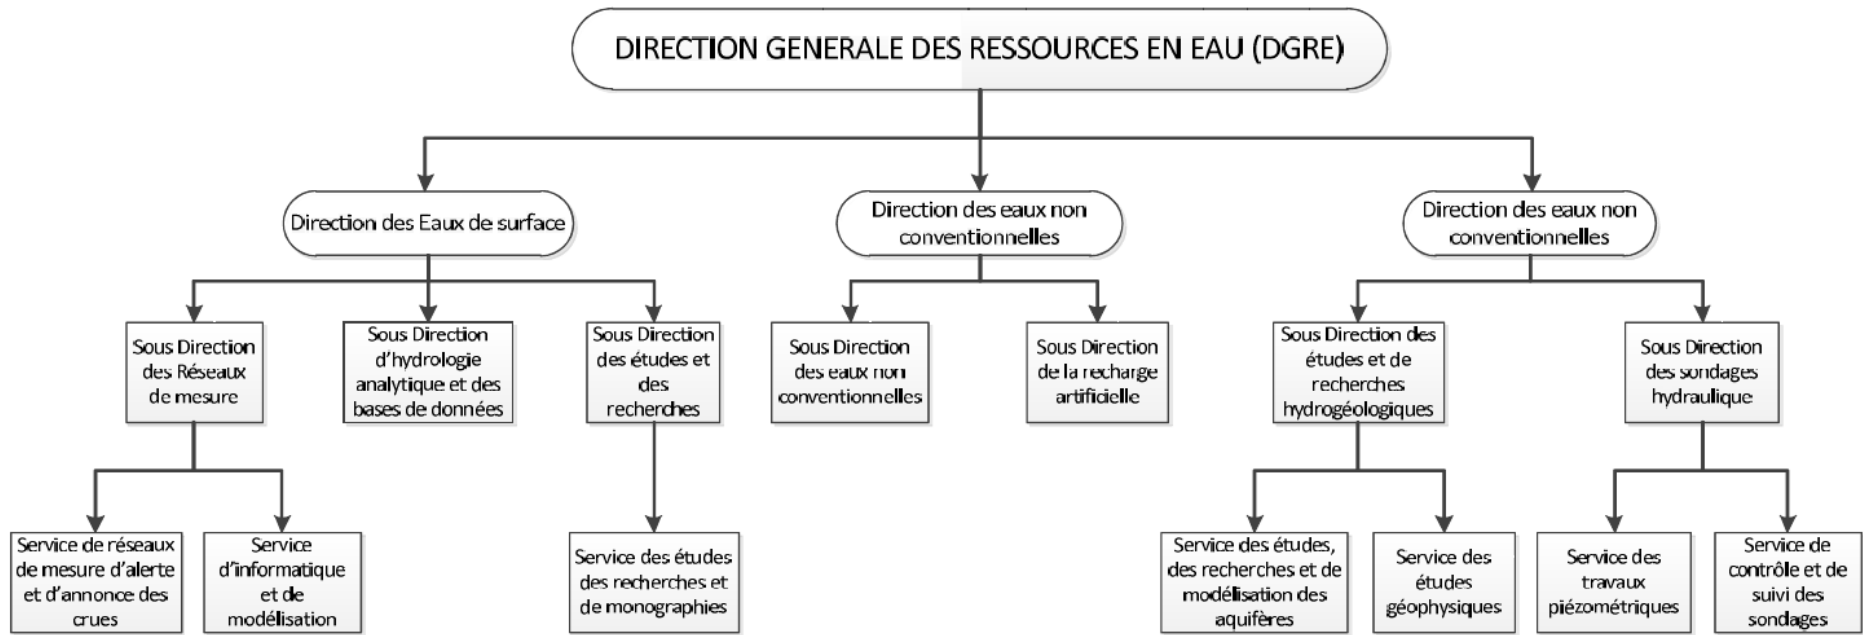 DIRECTION GENERALE DES RESSOURCES EN EAU (DGRE)
Direction des Eaux de surface
Direction des eaux non
conventionnelles
Direction des eaux non
conventionnelles
Sous Direction
des Réseaux
de mesure
Sous Direction
d'hydrologie
analytique et des
bases de données
Sous Direction
des études et
des
recherches
Sous Direction
des eaux non
conventionnelles
Sous Direction
de la recharge
artificielle
Sous Direction des
études et de
recherches
hydrogéologiques
Sous Direction
des sondages
hydraulique
Service de réseaux
de mesure d'alerte
et d'annonce des
crues
Service
d'informatique
et de
modélisation
Service des études
des recherches et
de monographies
Service des études,
des recherches et de
modélisation des
aquifères
Service des
études
géophysiques
Service des
travaux
piézométriques
Service de
contrôle et de
suivi des
sondages